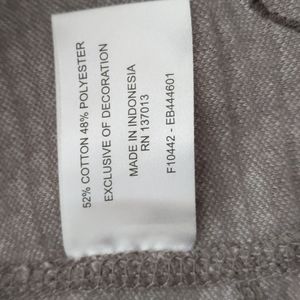 52% COTTON 48% POLYESTER
EXCLUSIVE OF DECORATION
MADE IN INDONESIA
RN 137013
F10442 - EB444601